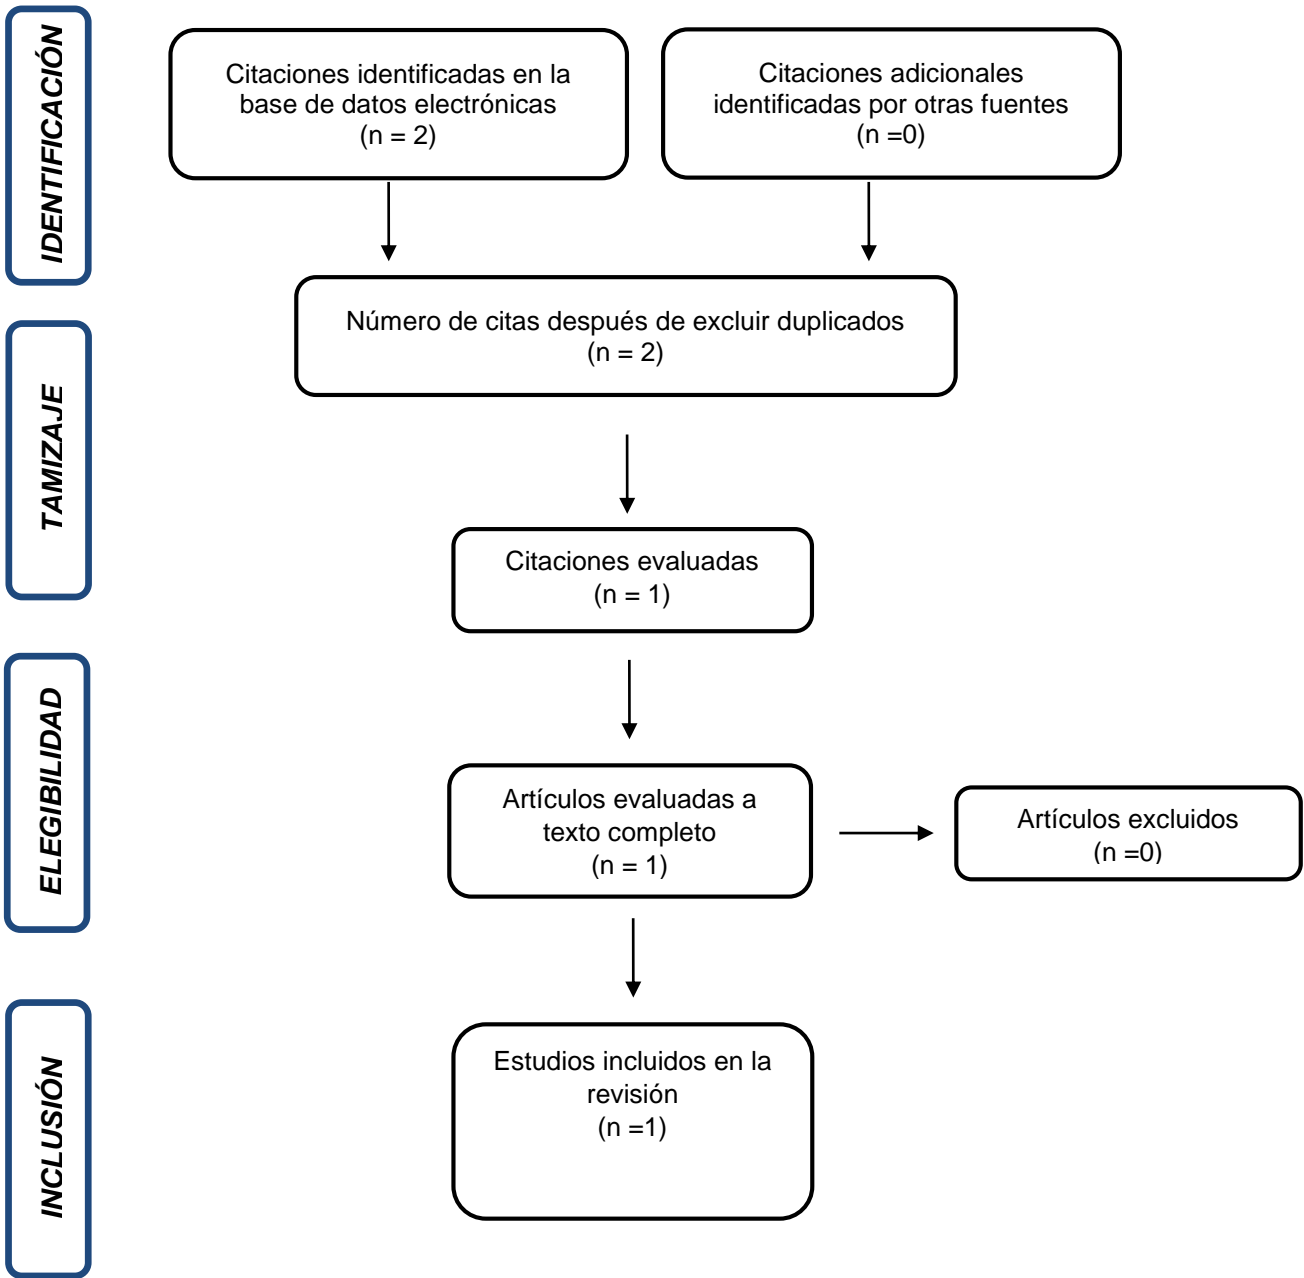 IDENTIFICACIÓN
Citaciones identificadas en la
base de datos electrónicas
(n = 2)
Citaciones adicionales
identificadas por otras fuentes
(n =0)
Número de citas después de excluir duplicados
(n = 2)
TAMIZAJE
Citaciones evaluadas
(n = 1)
ELEGIBILIDAD
Artículos evaluadas a
texto completo
(n = 1)
Artículos excluidos
(n =0)
INCLUSIÓN
Estudios incluidos en la
revisión
(n =1)